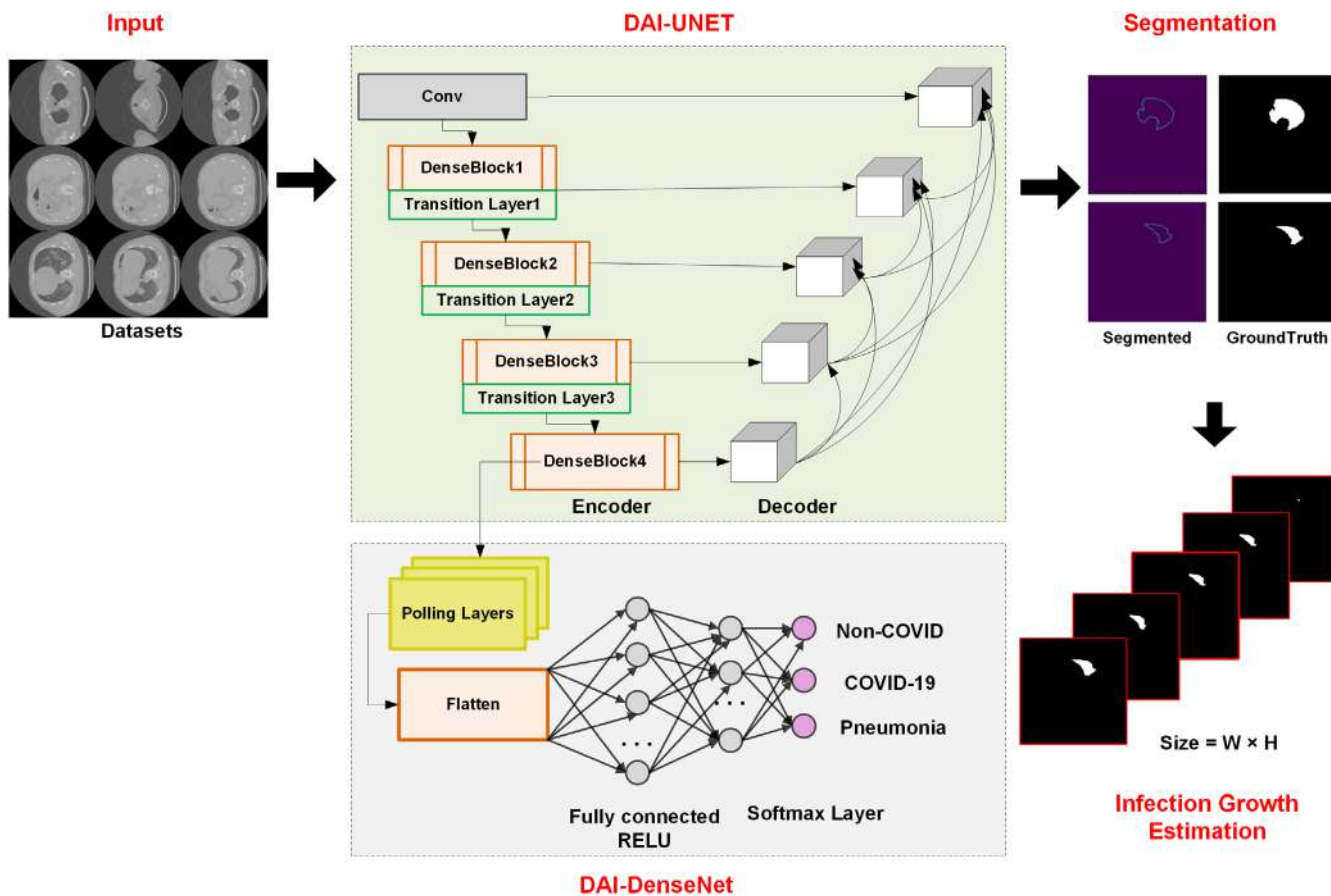 Input
DAI-UNET
Segmentation
Conv
DenseBlock1
Transition Layer1
DenseBlock2
Transition Layer2
DenseBlock3
Transition Layer3
DenseBlock4
Encoder
Decoder
Datasets
Segmented
GroundTruth
Polling Layers
Flatten
...
...
Non-COVID
COVID-19
Pneumonia
Fully connected
RELU
Softmax Layer
Size = W × H
Infection Growth
Estimation
DAI-DenseNet